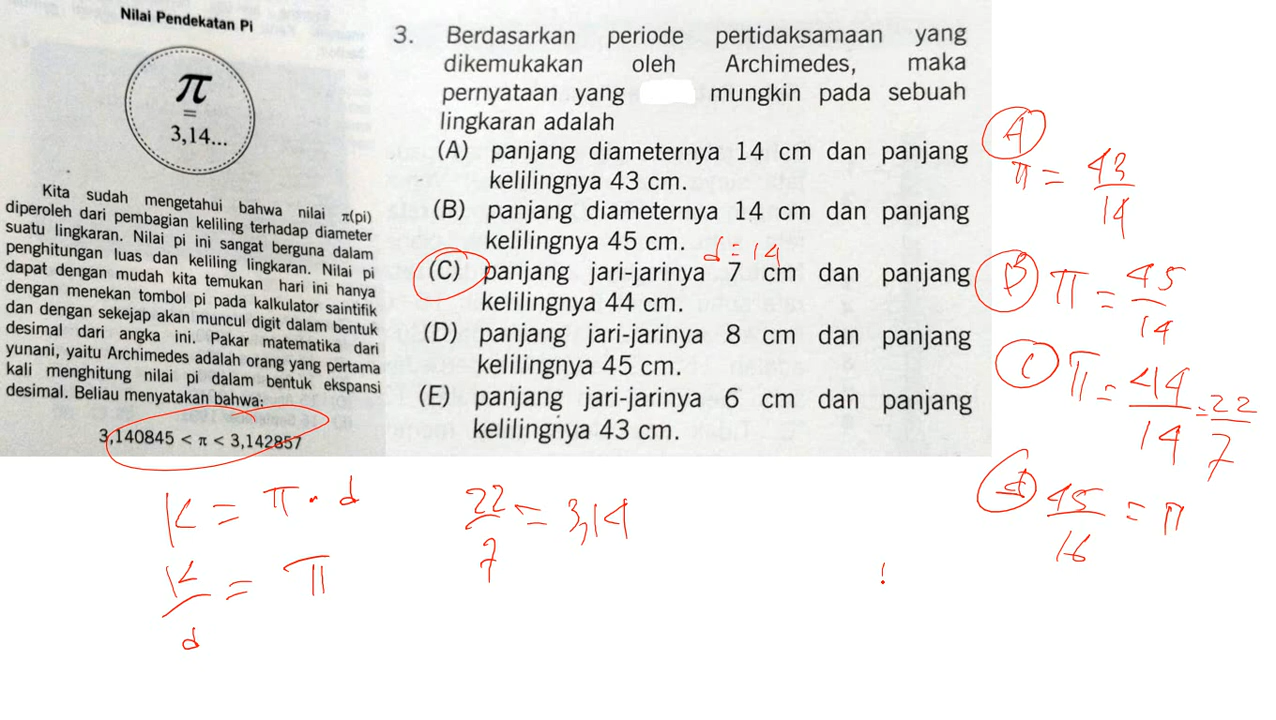 Nilai Pendekatan Pi
π
=
3,14...
Kita sudah mengetahui bahwa nilai π(pi)
diperoleh dari pembagian keliling terhadap diameter
suatu lingkaran. Nilai pi ini sangat berguna dalam
penghitungan luas dan keliling lingkaran. Nilai pi
dapat dengan mudah kita temukan hari ini hanya
dengan menekan tombol pi pada kalkulator saintifik
dan dengan sekejap akan muncul digit dalam bentuk
desimal dari angka ini. Pakar matematika dari
yunani, yaitu Archimedes adalah orang yang pertama
kali menghitung nilai pi dalam bentuk ekspansi
desimal. Beliau menyatakan bahwa:
3,140845 < π < 3,142857
K = π . d
K/d = π
22/7 = 3,14
3. Berdasarkan periode pertidaksamaan yang
dikemukakan oleh Archimedes, maka
pernyataan yang mungkin pada sebuah
lingkaran adalah
(A) panjang diameternya 14 cm dan panjang
kelilingnya 43 cm.
(B) panjang diameternya 14 cm dan panjang
kelilingnya 45 cm.
d = 14
(C) panjang jari-jarinya 7 cm dan panjang
kelilingnya 44 cm.
(D) panjang jari-jarinya 8 cm dan panjang
kelilingnya 45 cm.
(E) panjang jari-jarinya 6 cm dan panjang
kelilingnya 43 cm.
A
π = 43/14
B π = 45/14
C π = 44/14 = 22/7
d 45/16 = π